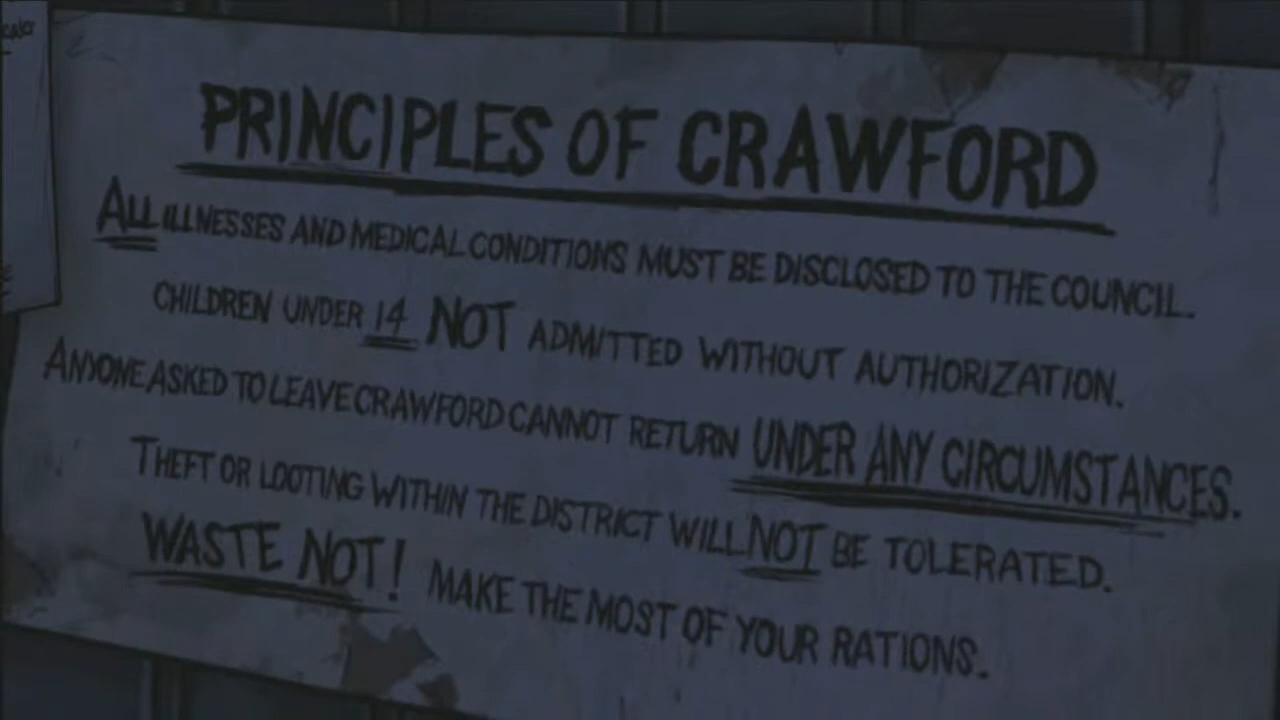 PRINCIPLES OF CRAWFORD
ALL ILLNESSES AND MEDICAL CONDITIONS MUST BE DISCLOSED TO THE COUNCIL.
CHILDREN UNDER 14 NOT ADMITTED WITHOUT AUTHORIZATION.
ANYONE ASKED TO LEAVE CRAWFORD CANNOT RETURN UNDER ANY CIRCUMSTANCES.
THEFT OR LOOTING WITHIN THE DISTRICT WILL NOT BE TOLERATED.
WASTE NOT! MAKE THE MOST OF YOUR RATIONS.